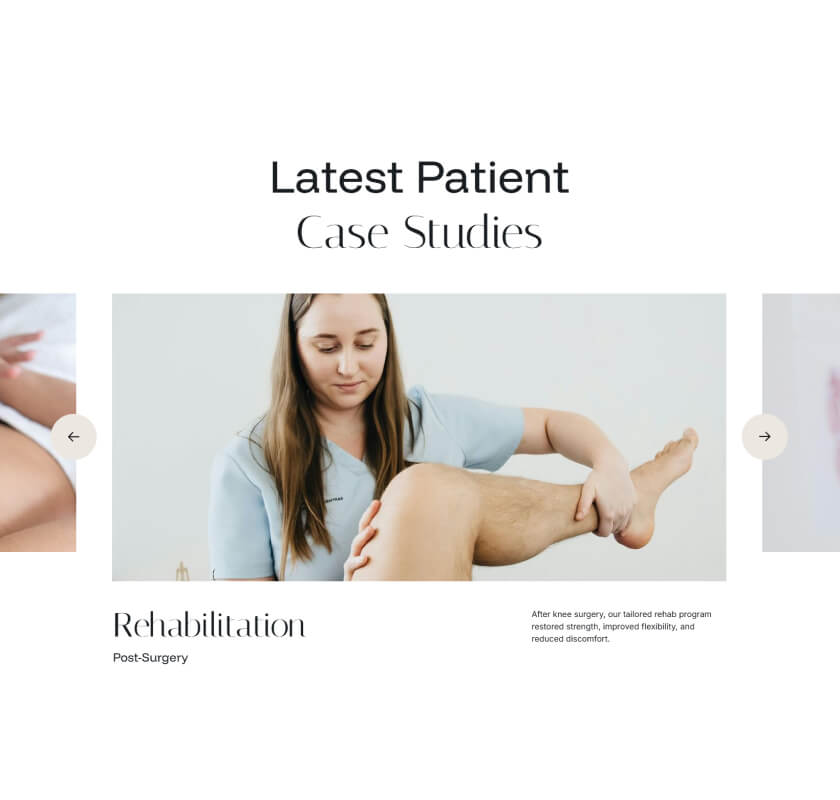 Latest Patient
Case Studies
Rehabilitation
Post-Surgery
After knee surgery, our tailored rehab program
restored strength, improved flexibility, and
reduced discomfort.